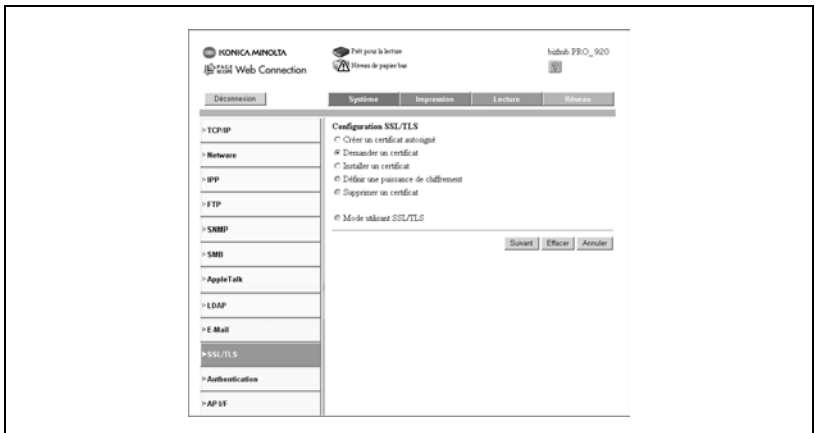 KONICA MINOLTA
PAGE SCOPE Web Connection
Prêt pour la lecture
Niveau de papier bas
bizhub PRO_920
Déconnexion
Système
Impression
Lecture
Réseau
TCP/IP
Netware
IPP
FTP
SNMP
SMB
AppleTalk
LDAP
E-Mail
SSL/TLS
Authentication
AP I/F
Configuration SSL/TLS
Créer un certificat autosigné
Demander un certificat
Installer un certificat
Définir une puissance de chiffrement
Supprimer un certificat
Mode utilisant SSL/TLS
Suivant
Effacer
Annuler